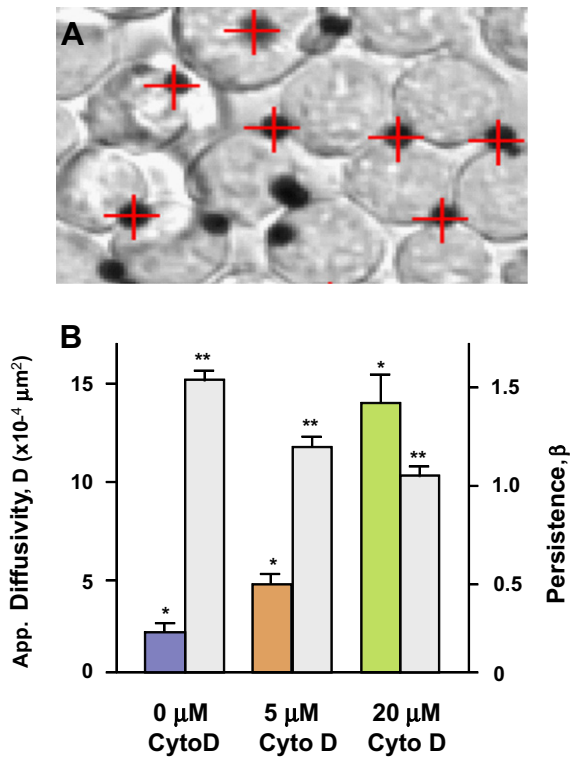 A
B
App. Diffusivity, D (x10-⁴ μm²)
15
10
5
0
*
**
*
**
*
**
1.5
1.0
0.5
0
Persistence, β
0 μM 5 μM 20 μM
CytoD Cyto D Cyto D